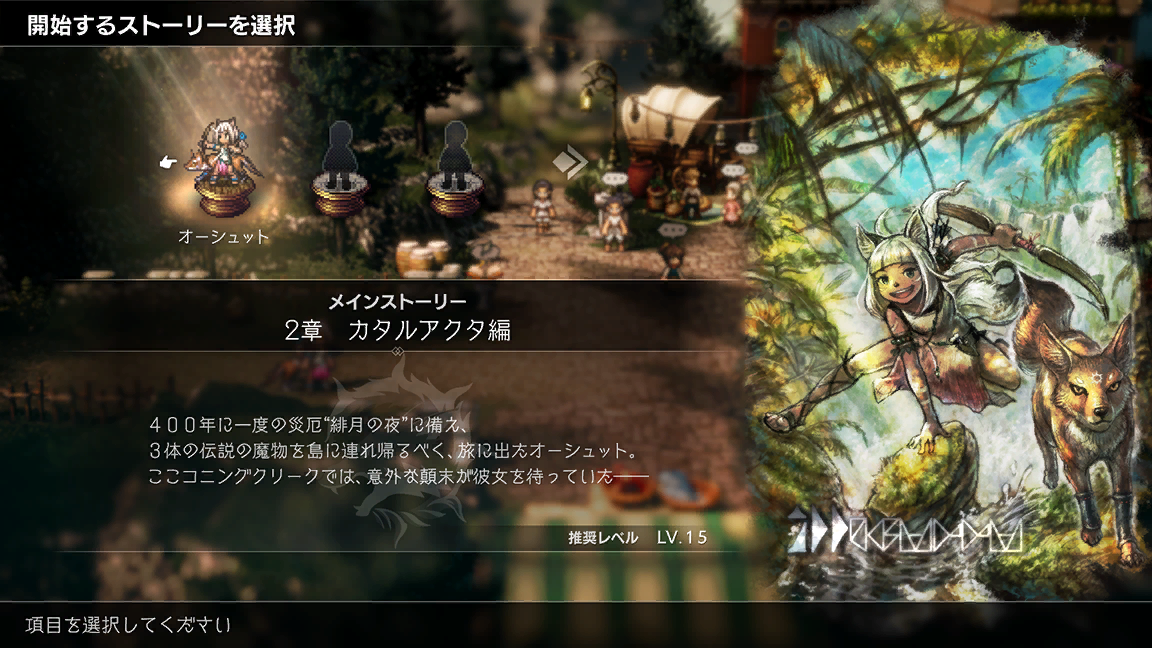 開始するストーリーを選択
オーシュット
メインストーリー
2章 カタルアクタ編
400年に一度の災厄“緋月の夜”に備え、
3体の伝説の魔物を島に連れ帰るべく、旅に出たオーシュット。
ここコニングクリークでは、意外な顛末が彼女を待っていた――
推奨レベル LV.15
項目を選択してください